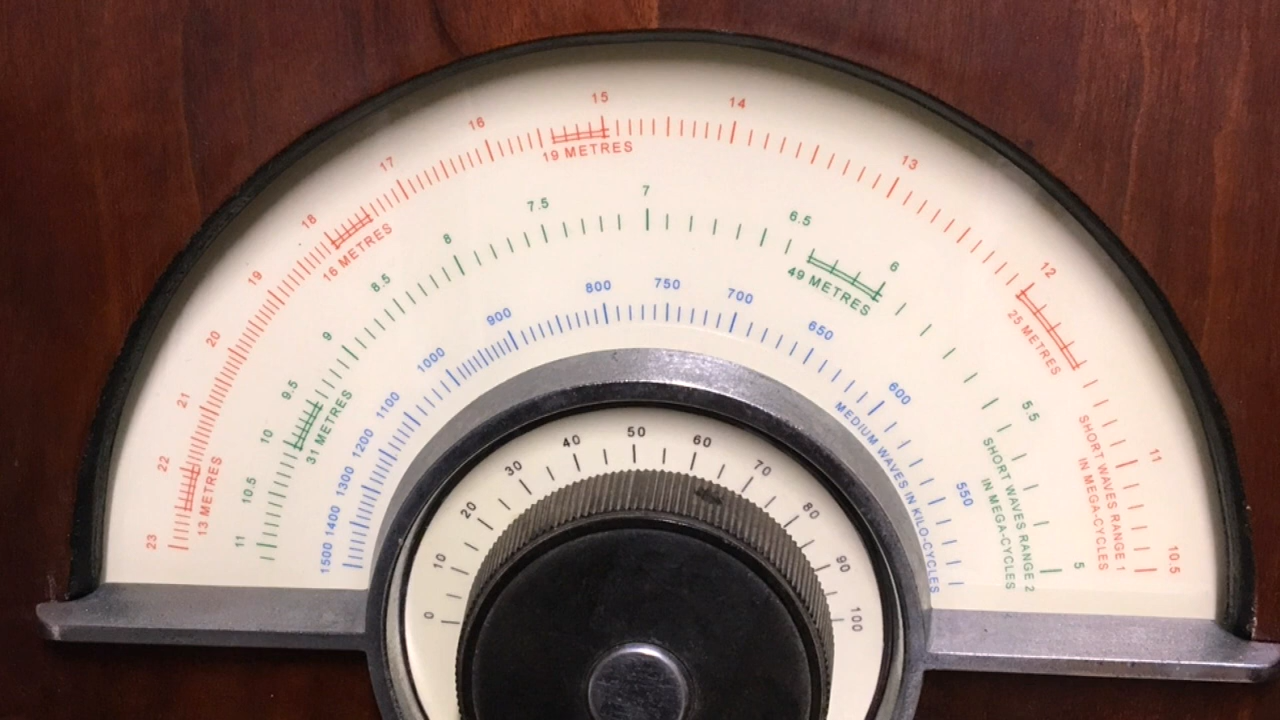 23 22 21 20 19 18 17 16 15 14 13 12 11 10.5
13 METRES
16 METRES
19 METRES
25 METRES
SHORT WAVES RANGE 1
IN MEGA-CYCLES
11 10.5 10 9.5 9 8.5 8 7.5 7 6.5 6 5.5 5
31 METRES
49 METRES
SHORT WAVES RANGE 2
IN MEGA-CYCLES
1500 1400 1300 1200 1100 1000 900 800 750 700 650 600 550
MEDIUM WAVES IN KILO-CYCLES
0 10 20 30 40 50 60 70 80 90 100